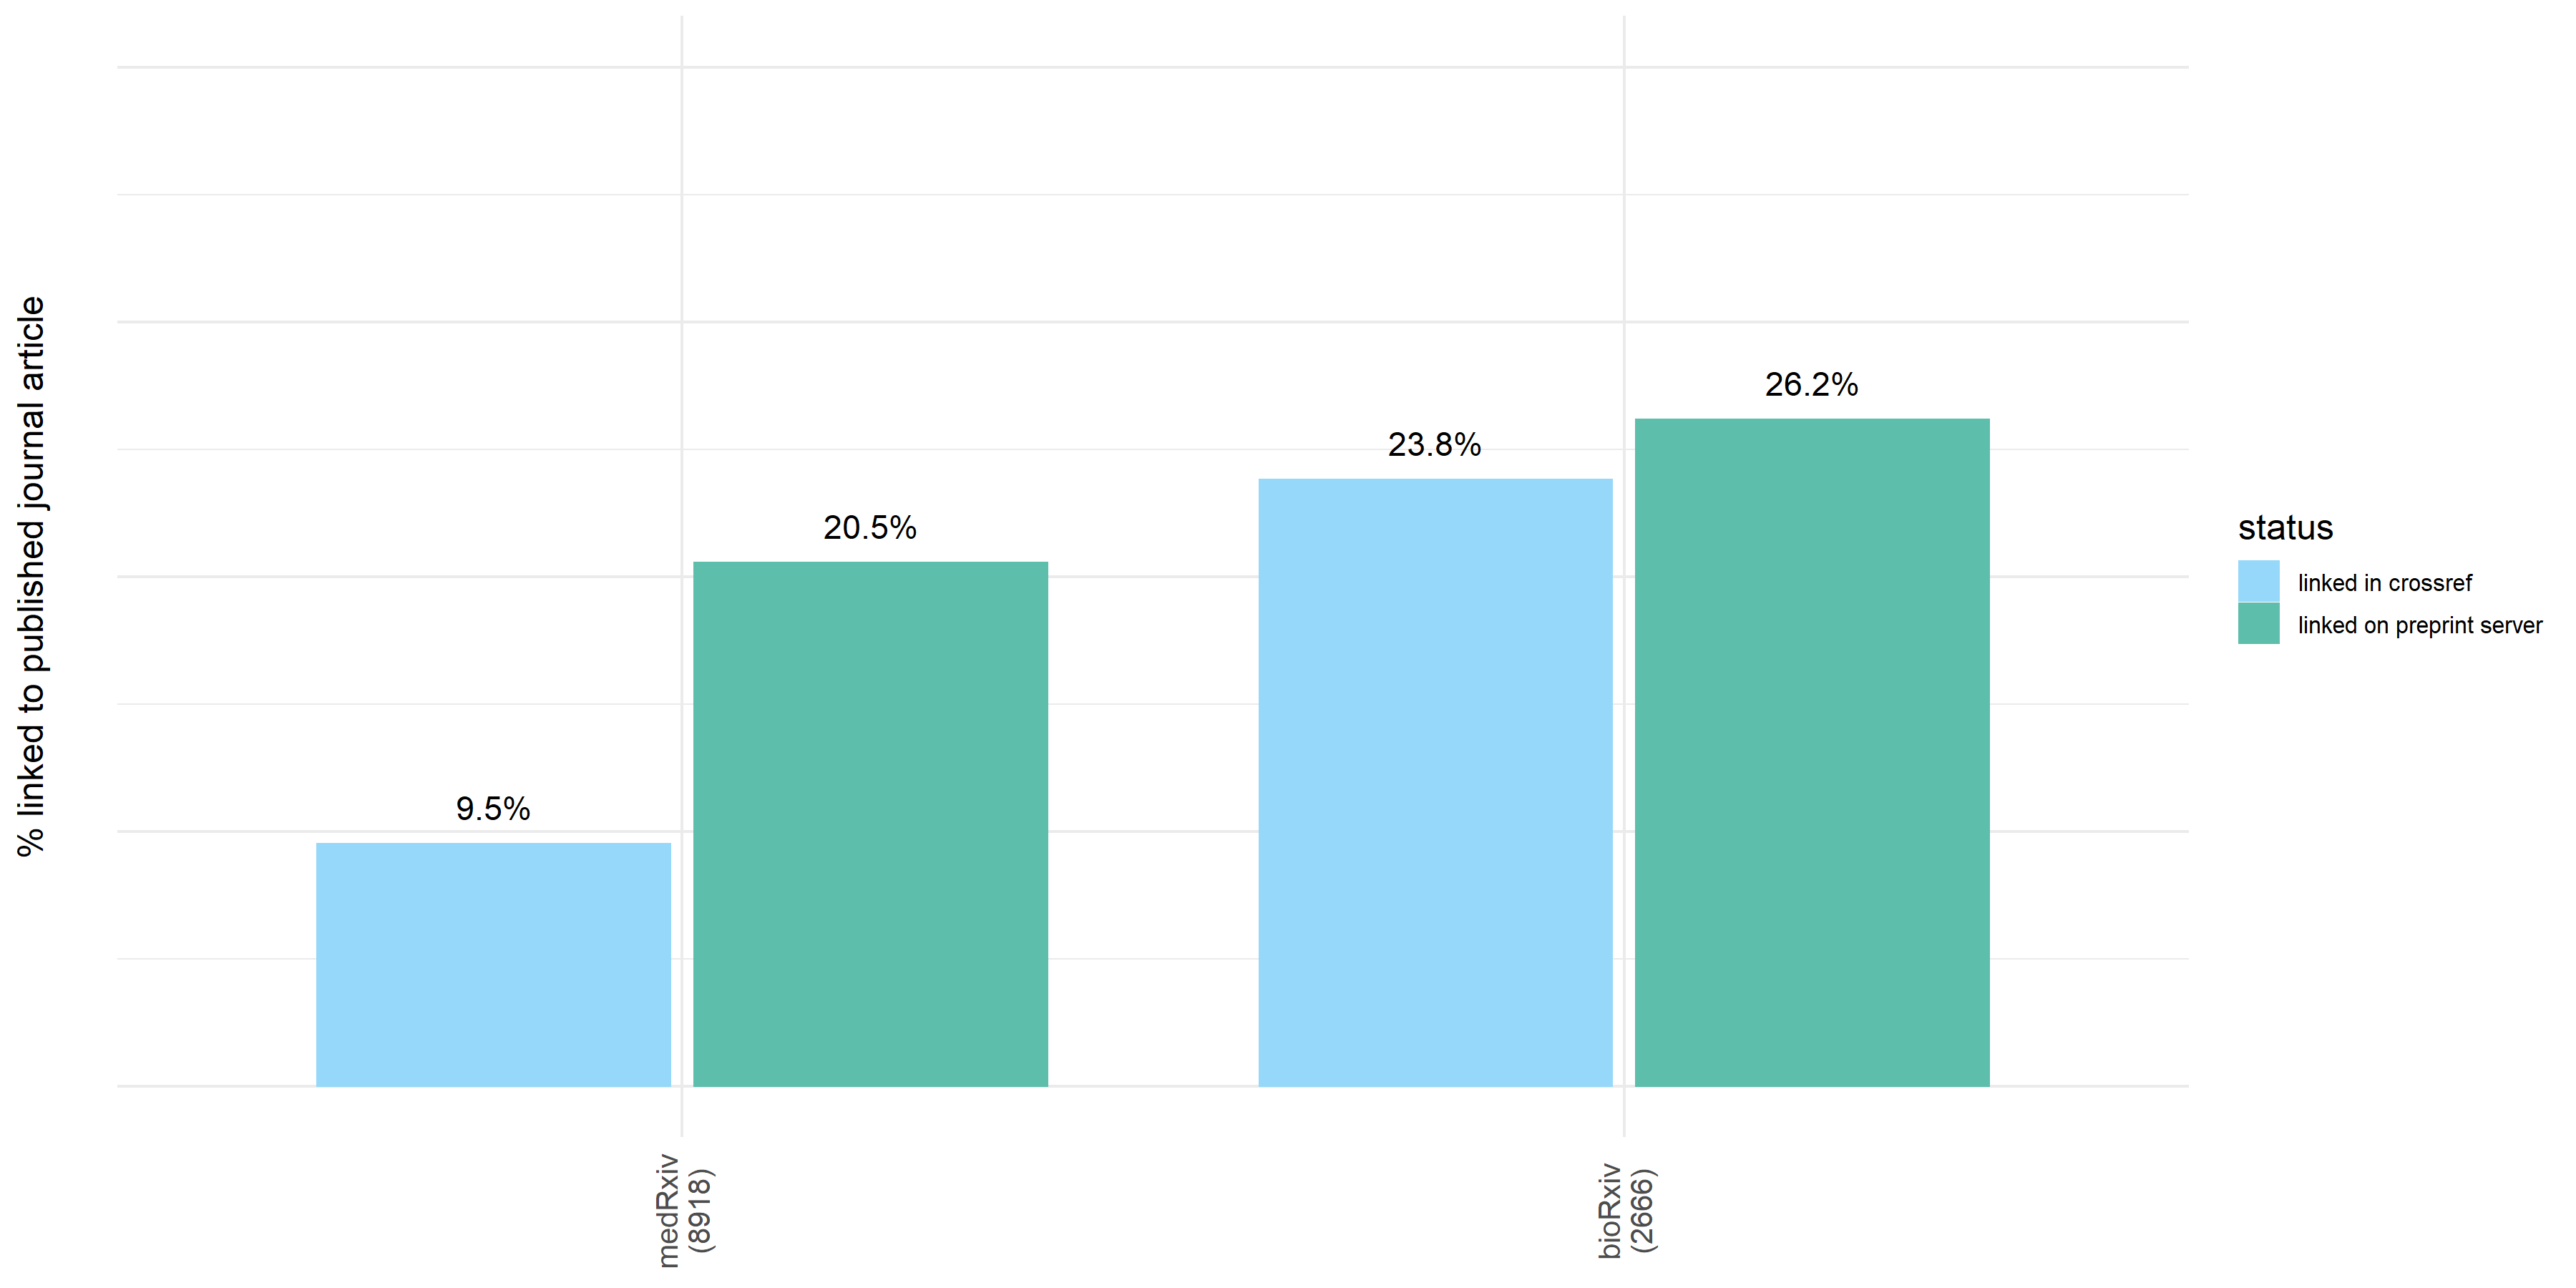 % linked to published journal article
9.5%
20.5%
23.8%
26.2%
medRxiv
(8918)
bioRxiv
(2666)
status
linked in crossref
linked on preprint server